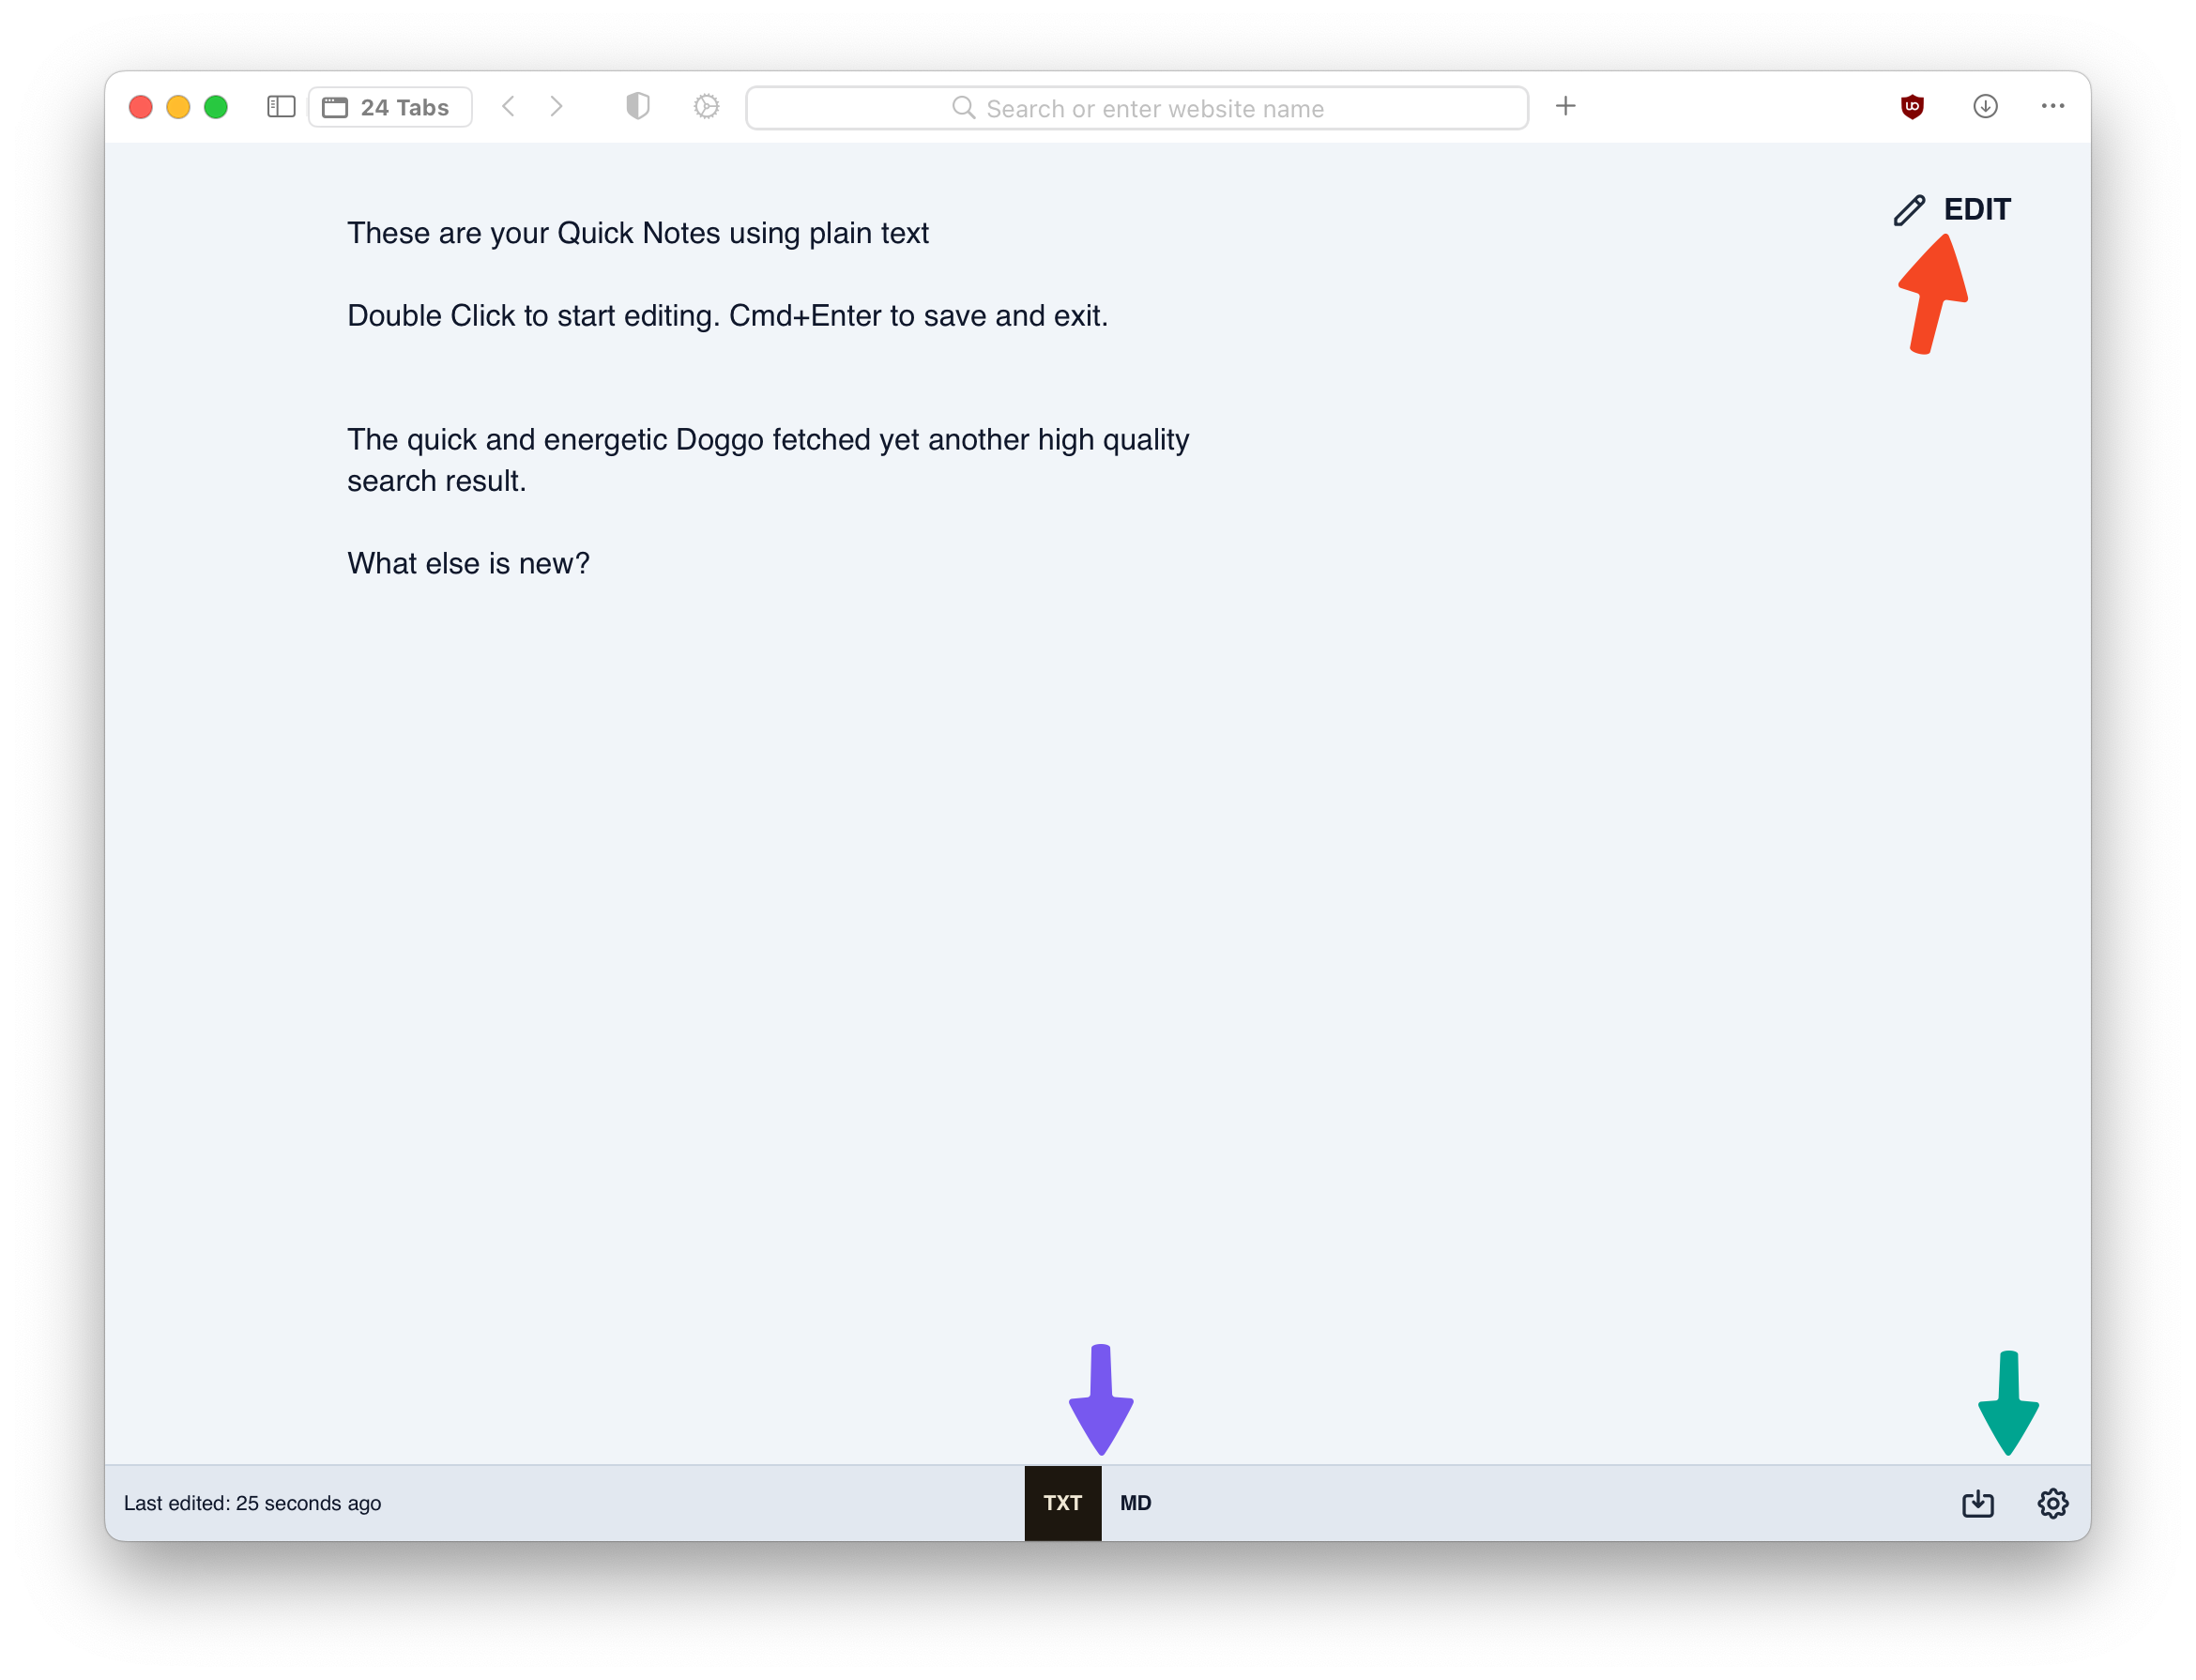 24 Tabs
Search or enter website name
EDIT
These are your Quick Notes using plain text
Double Click to start editing. Cmd+Enter to save and exit.
The quick and energetic Doggo fetched yet another high quality
search result.
What else is new?
Last edited: 25 seconds ago
TXT
MD